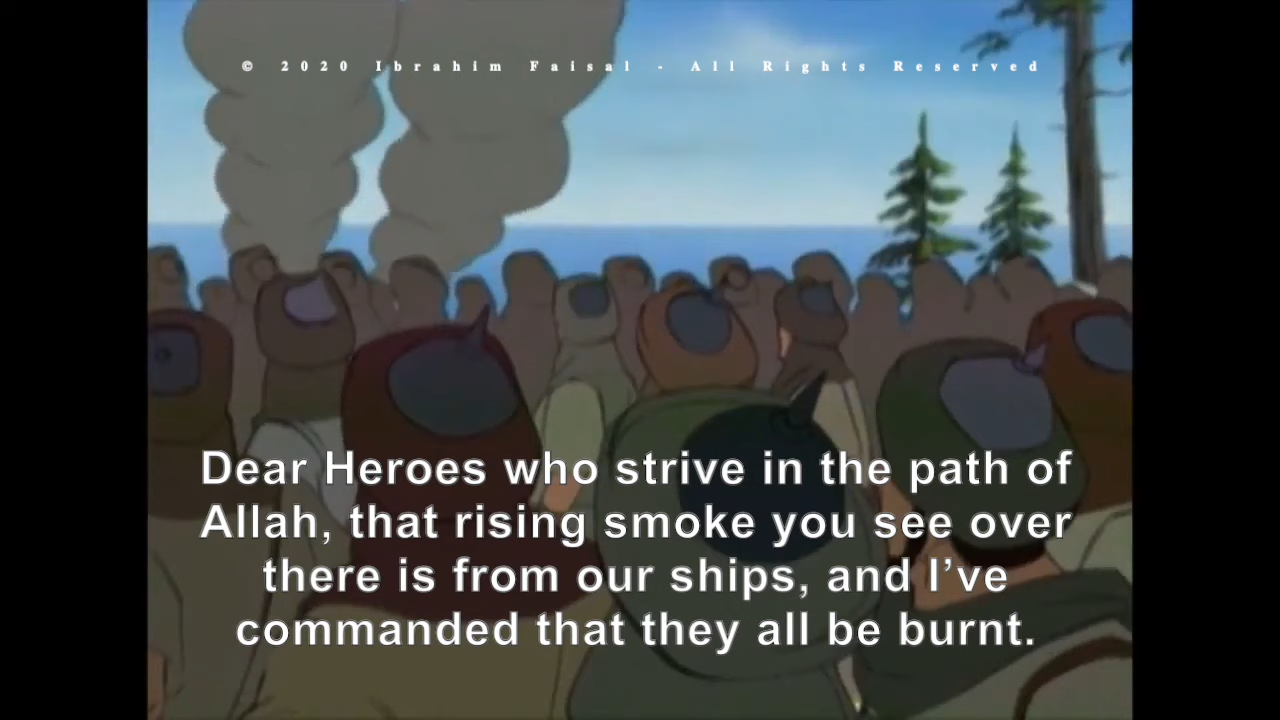 © 2020 Ibrahim Faisal - All Rights Reserved
Dear Heroes who strive in the path of
Allah, that rising smoke you see over
there is from our ships, and I’ve
commanded that they all be burnt.